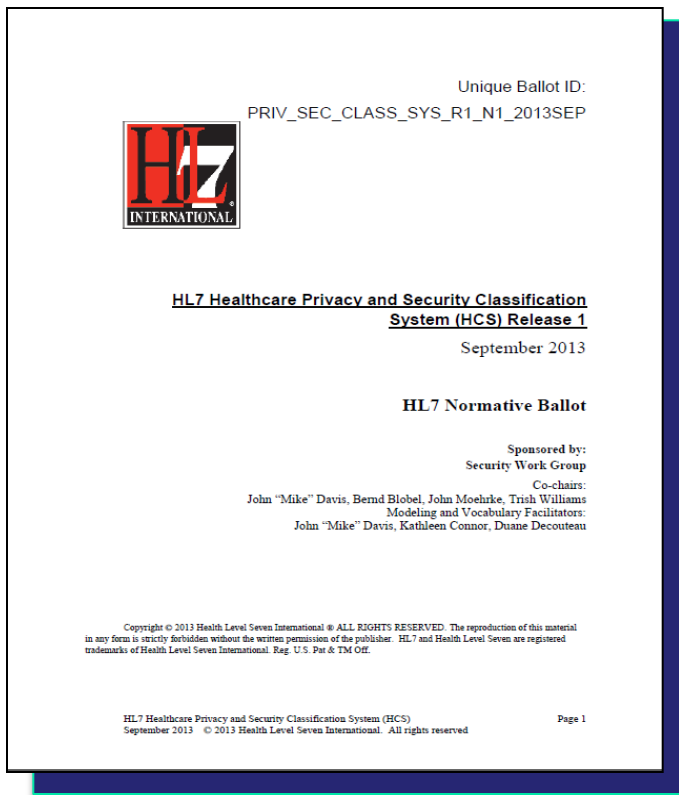 Unique Ballot ID:
PRIV_SEC_CLASS_SYS_R1_N1_2013SEP
HL7
®
INTERNATIONAL
HL7 Healthcare Privacy and Security Classification
System (HCS) Release 1
September 2013
HL7 Normative Ballot
Sponsored by:
Security Work Group
Co-chairs:
John “Mike” Davis, Bernd Blobel, John Moehrke, Trish Williams
Modeling and Vocabulary Facilitators:
John “Mike” Davis, Kathleen Connor, Duane Decouteau
Copyright © 2013 Health Level Seven International ® ALL RIGHTS RESERVED. The reproduction of this material
in any form is strictly forbidden without the written permission of the publisher. HL7 and Health Level Seven are registered
trademarks of Health Level Seven International. Reg. U.S. Pat & TM Off.
HL7 Healthcare Privacy and Security Classification System (HCS) Page 1
September 2013 © 2013 Health Level Seven International. All rights reserved